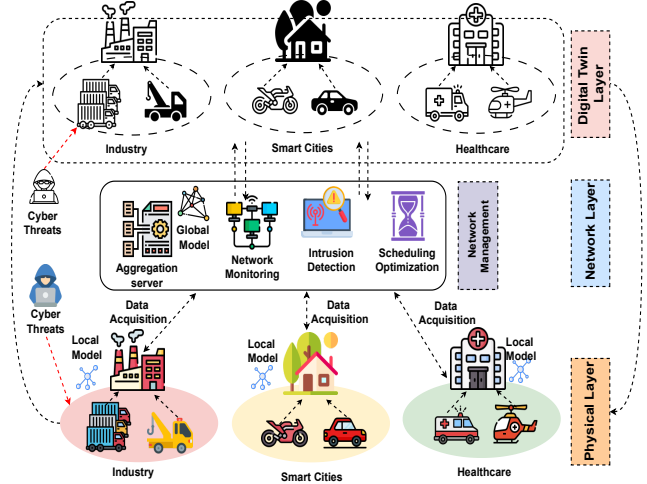 Digital Twin
Layer
Industry
Smart Cities
Healthcare
Cyber
Threats
Global
Model
Aggregation
server
Network
Monitoring
Intrusion
Detection
Scheduling
Optimization
Network
Management
Network Layer
Cyber
Threats
Data
Acquisition
Data
Acquisition
Data
Acquisition
Local
Model
Local
Model
Local
Model
Physical Layer
Industry
Smart Cities
Healthcare